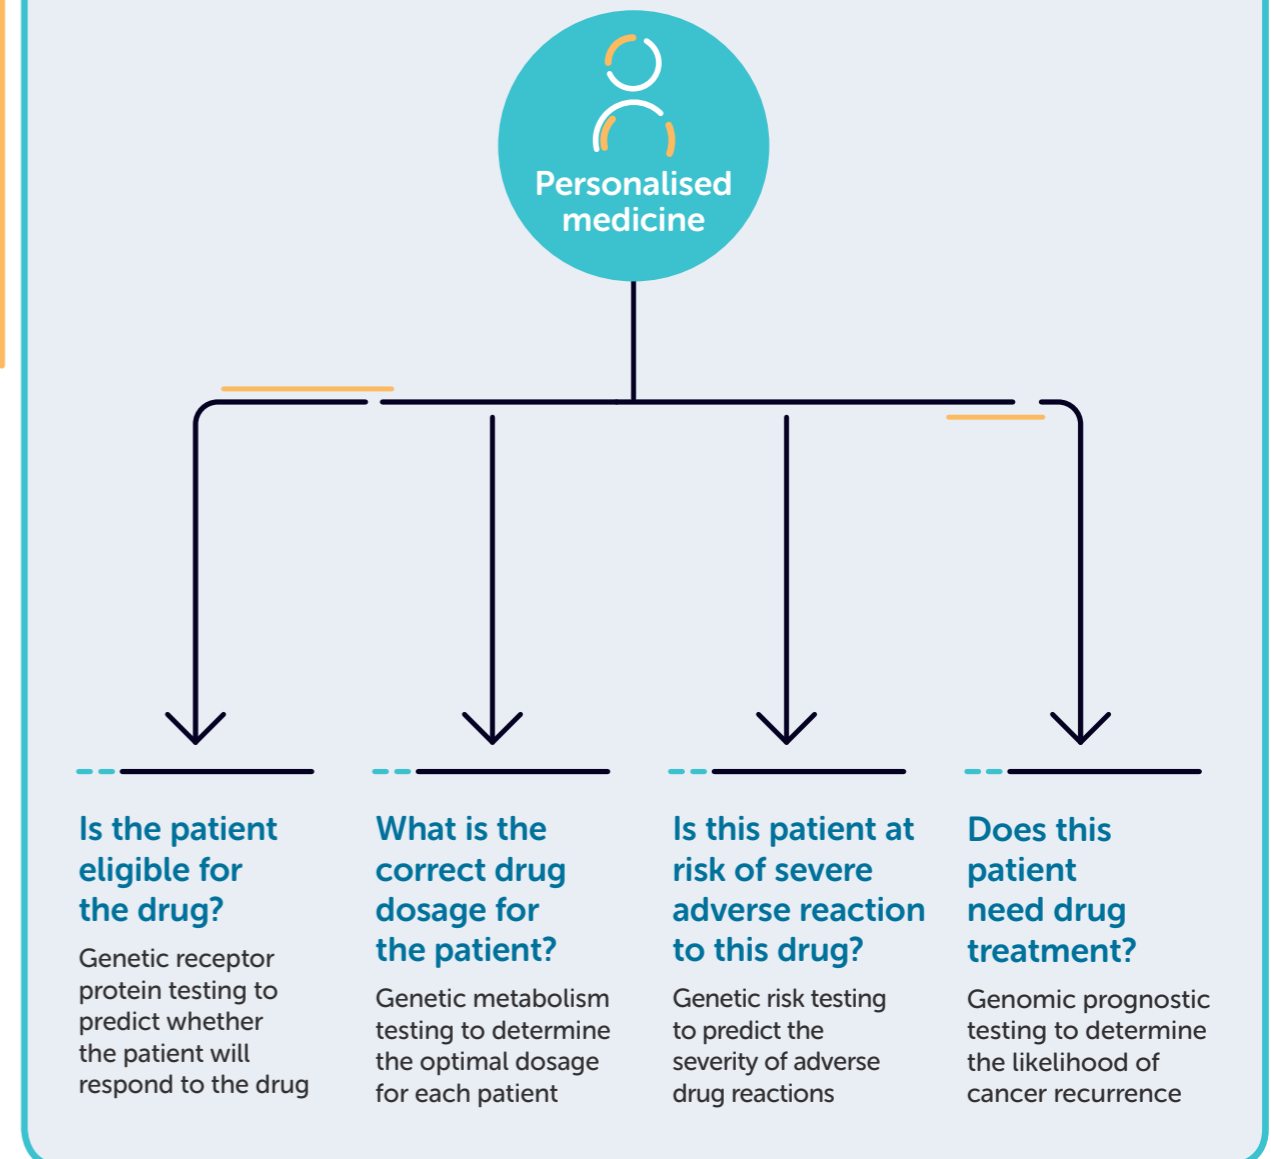 Personalised
medicine
Is the patient
eligible for
the drug?
Genetic receptor
protein testing to
predict whether
the patient will
respond to the drug
What is the
correct drug
dosage for
the patient?
Genetic metabolism
testing to determine
the optimal dosage
for each patient
Is this patient at
risk of severe
adverse reaction
to this drug?
Genetic risk testing
to predict the
severity of adverse
drug reactions
Does this
patient
need drug
treatment?
Genomic prognostic
testing to determine
the likelihood of
cancer recurrence